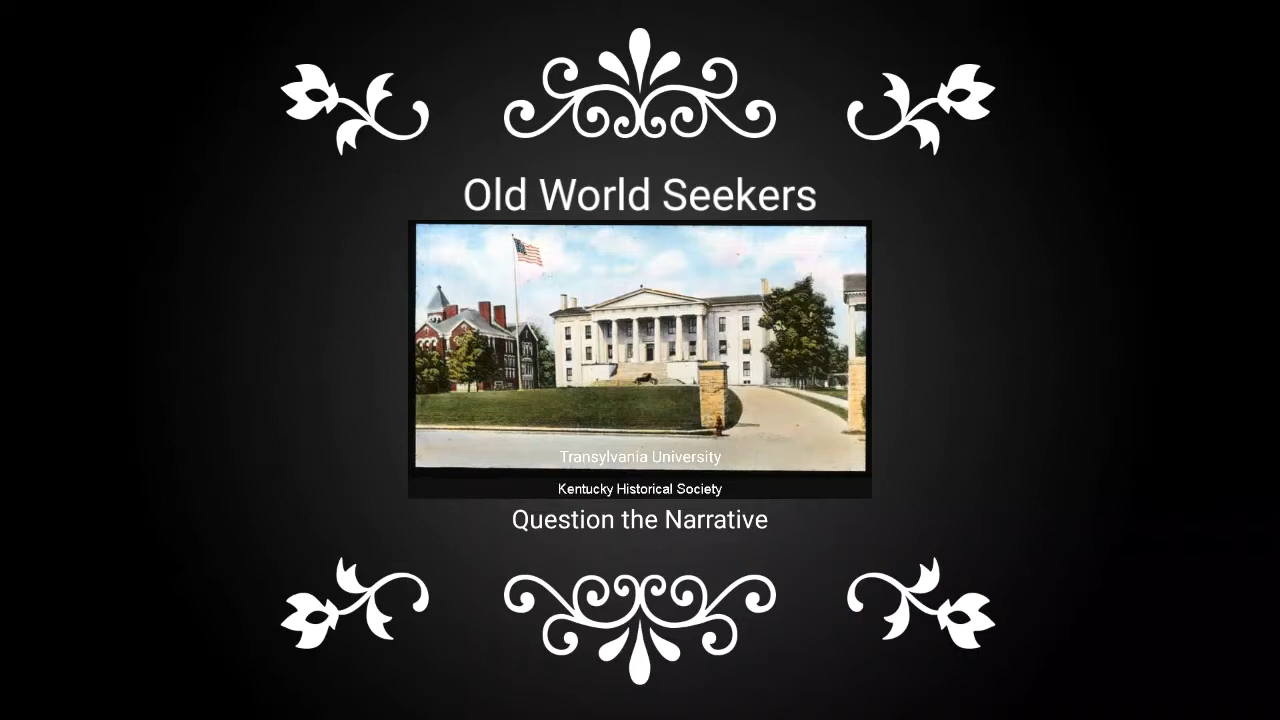 Old World Seekers
Transylvania University
Kentucky Historical Society
Question the Narrative